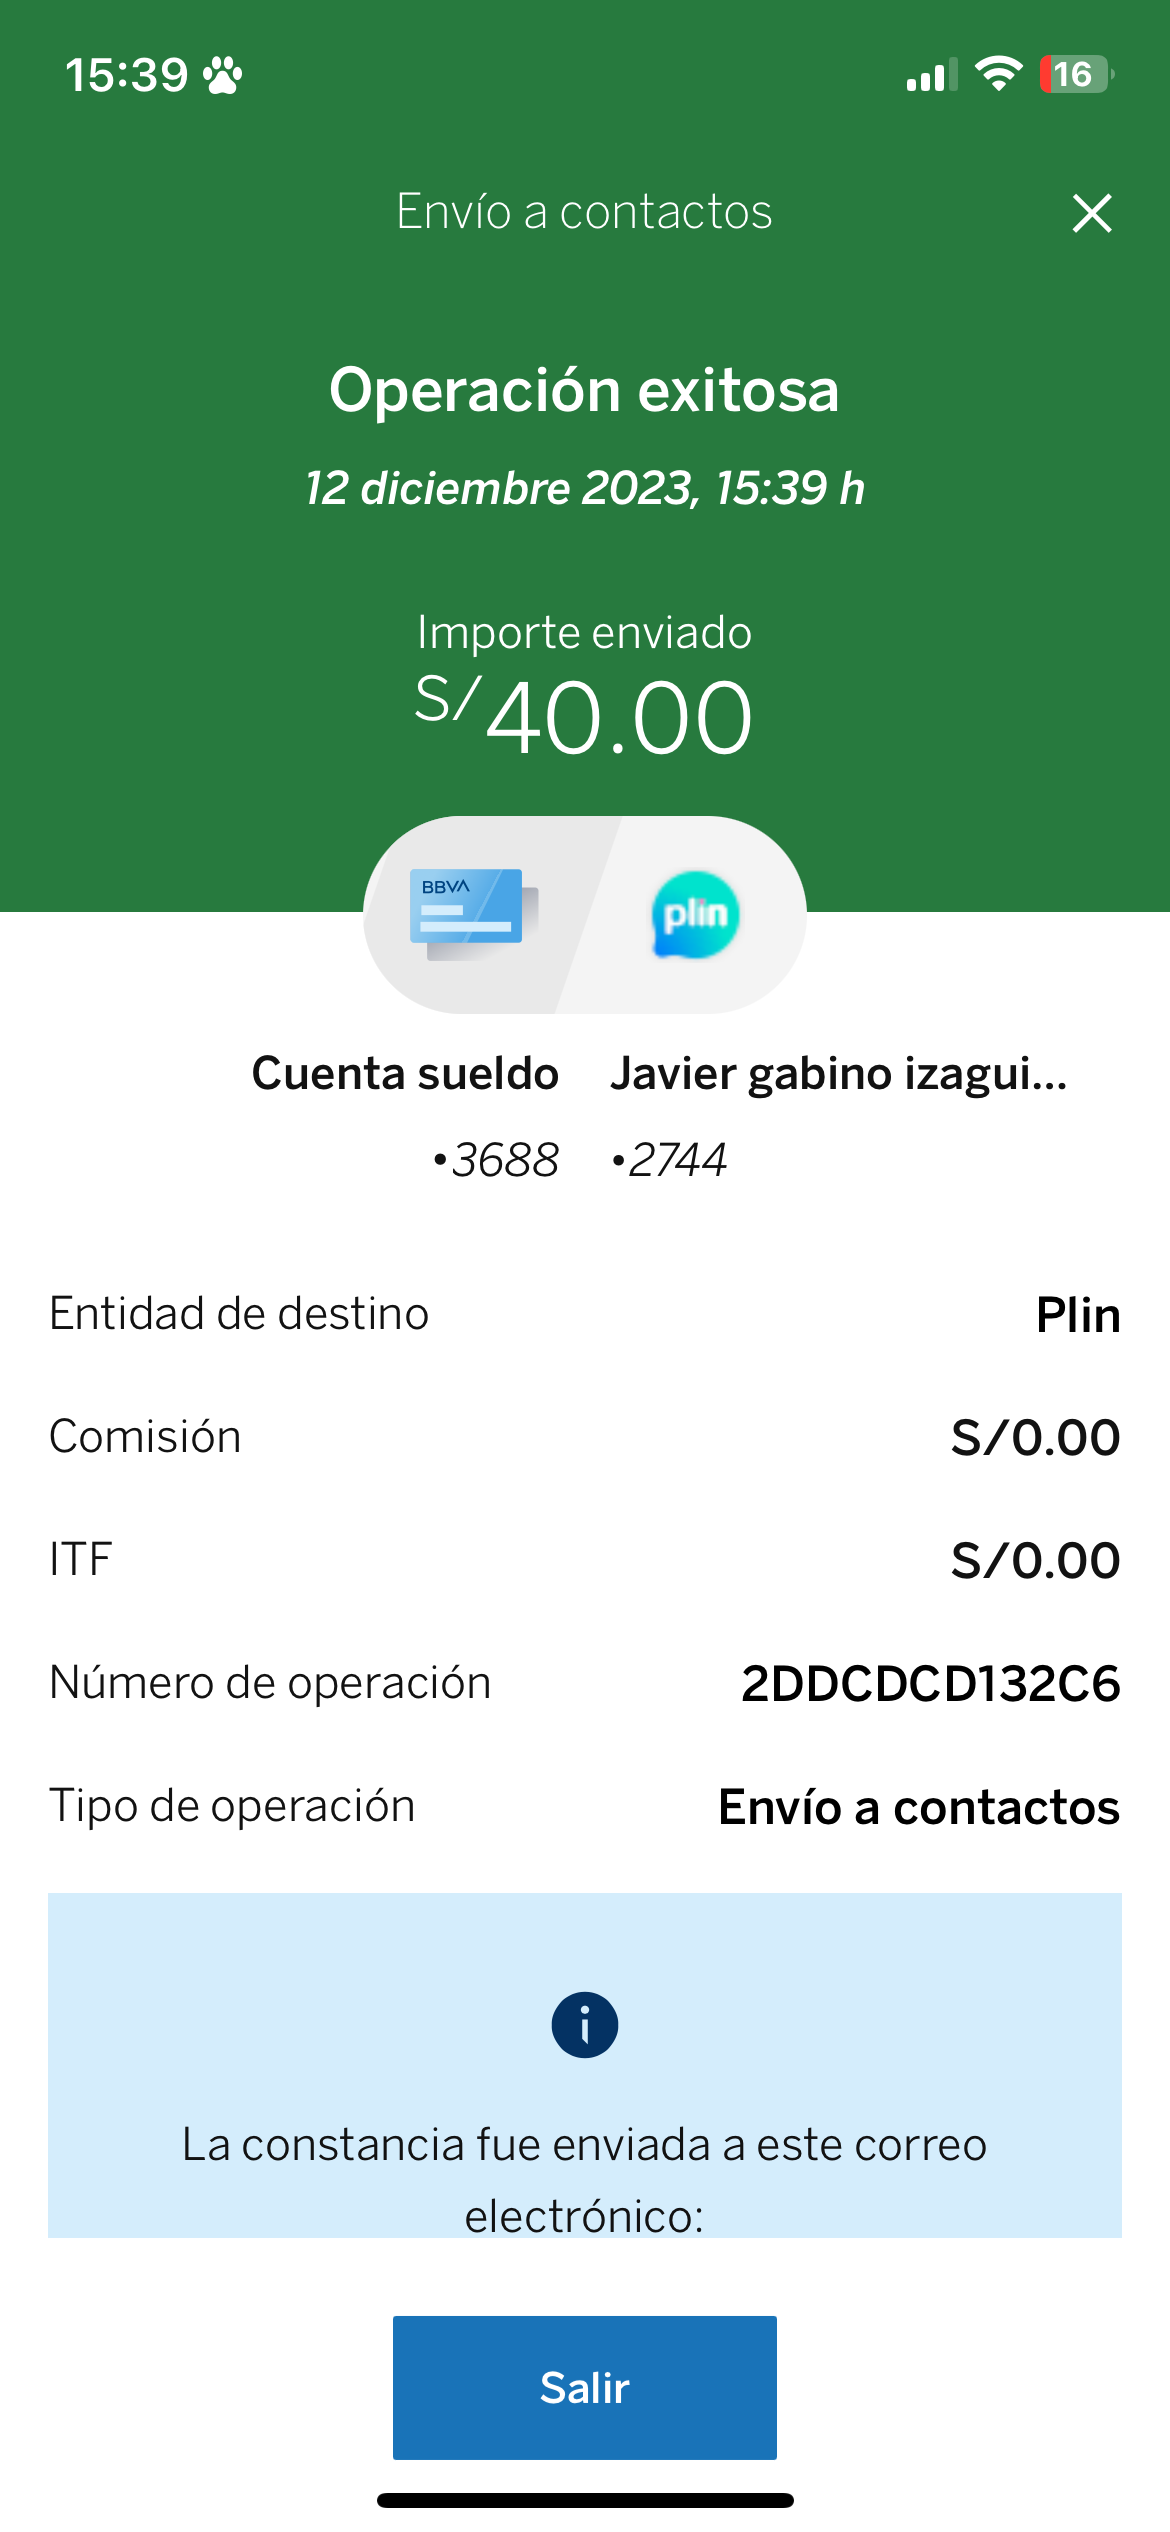 15:39
16
Envío a contactos
Operación exitosa
12 diciembre 2023, 15:39 h
Importe enviado
S/40.00
BBVA
plin
Cuenta sueldo
Javier gabino izagui...
•3688
•2744
Entidad de destino
Plin
Comisión
S/0.00
ITF
S/0.00
Número de operación
2DDCDCD132C6
Tipo de operación
Envío a contactos
La constancia fue enviada a este correo
electrónico:
Salir